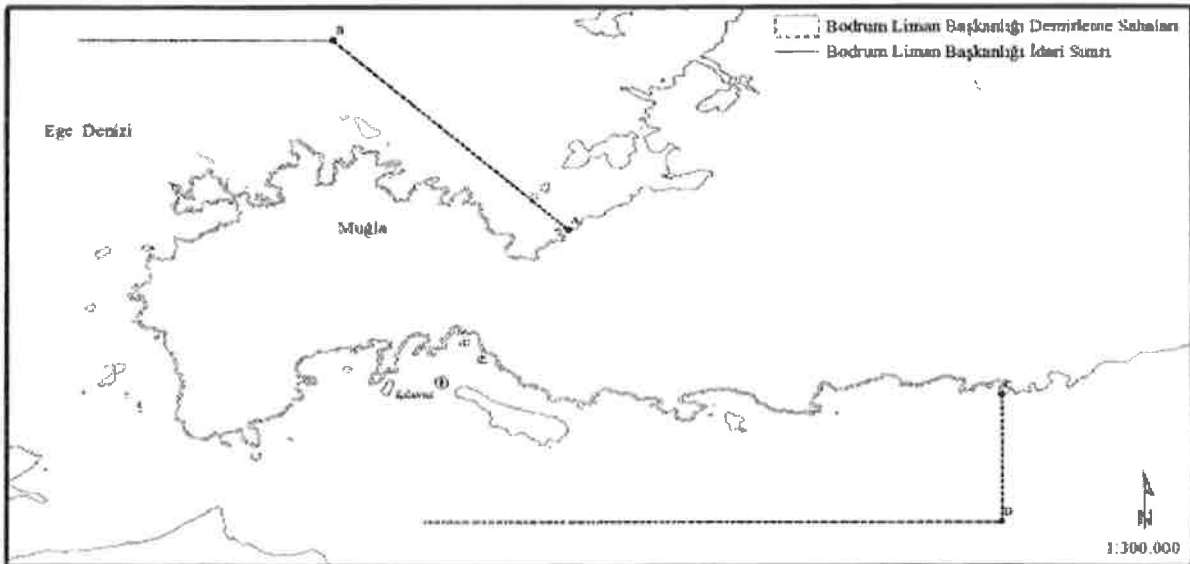 B
Bodrum Liman Başkanlığı Demirleme Sahaları
Bodrum Liman Başkanlığı İdari Sınırı
Ege Denizi
A
Muğla
C
D
N
1:300.000